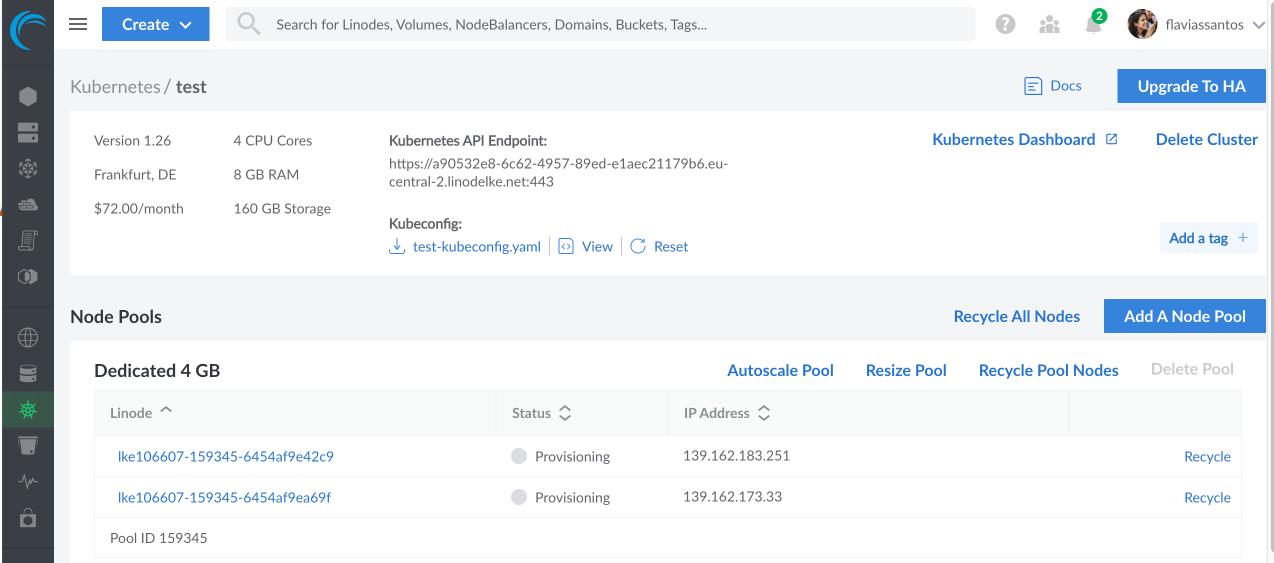 Create
Search for Linodes, Volumes, NodeBalancers, Domains, Buckets, Tags...
2
flaviassantos
Kubernetes / test
Docs
Upgrade To HA
Version 1.26
4 CPU Cores
Kubernetes API Endpoint:
Kubernetes Dashboard
Delete Cluster
https://a90532e8-6c62-4957-89ed-e1aec21179b6.eu-
central-2.linodelke.net:443
Frankfurt, DE
8 GB RAM
$72.00/month
160 GB Storage
Kubeconfig:
test-kubeconfig.yaml
View
Reset
Add a tag +
Node Pools
Recycle All Nodes
Add A Node Pool
Dedicated 4 GB
Autoscale Pool
Resize Pool
Recycle Pool Nodes
Delete Pool
Linode
Status
IP Address
lke106607-159345-6454af9e42c9
Provisioning
139.162.183.251
Recycle
lke106607-159345-6454af9ea69f
Provisioning
139.162.173.33
Recycle
Pool ID 159345